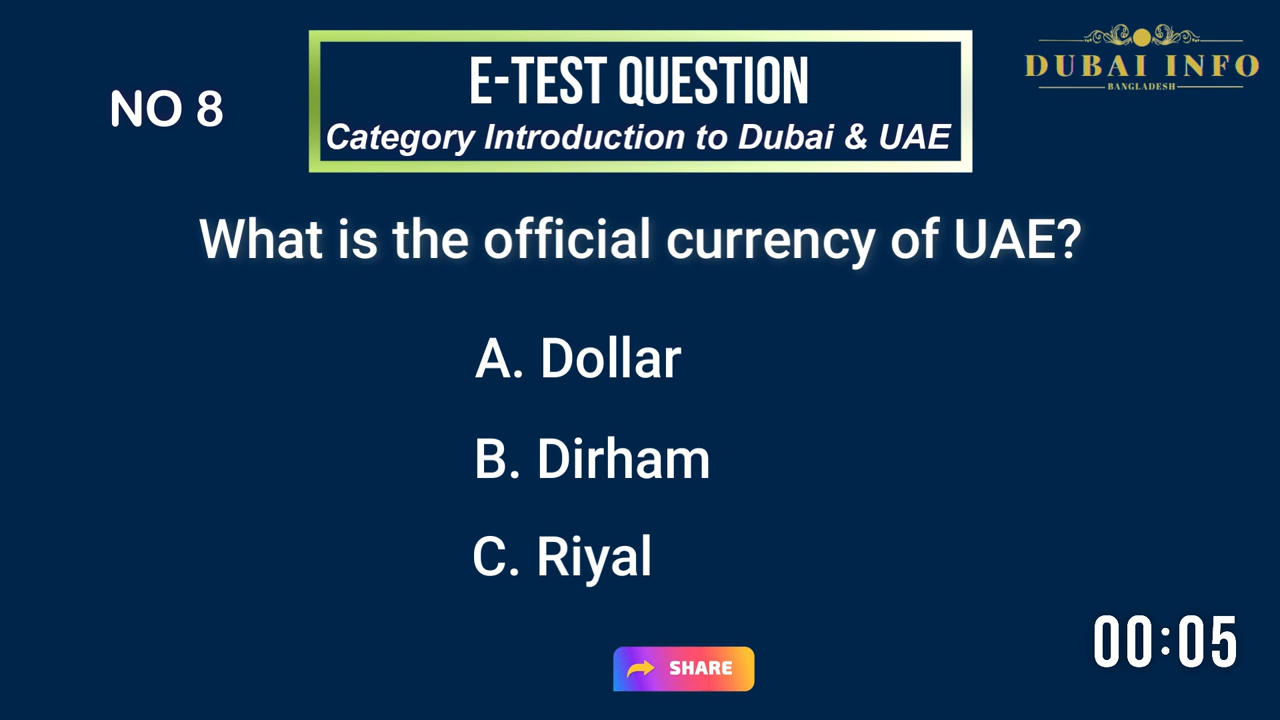 NO 8
E-TEST QUESTION
Category Introduction to Dubai & UAE
DUBAI INFO
BANGLADESH
What is the official currency of UAE?
A. Dollar
B. Dirham
C. Riyal
00:05
SHARE